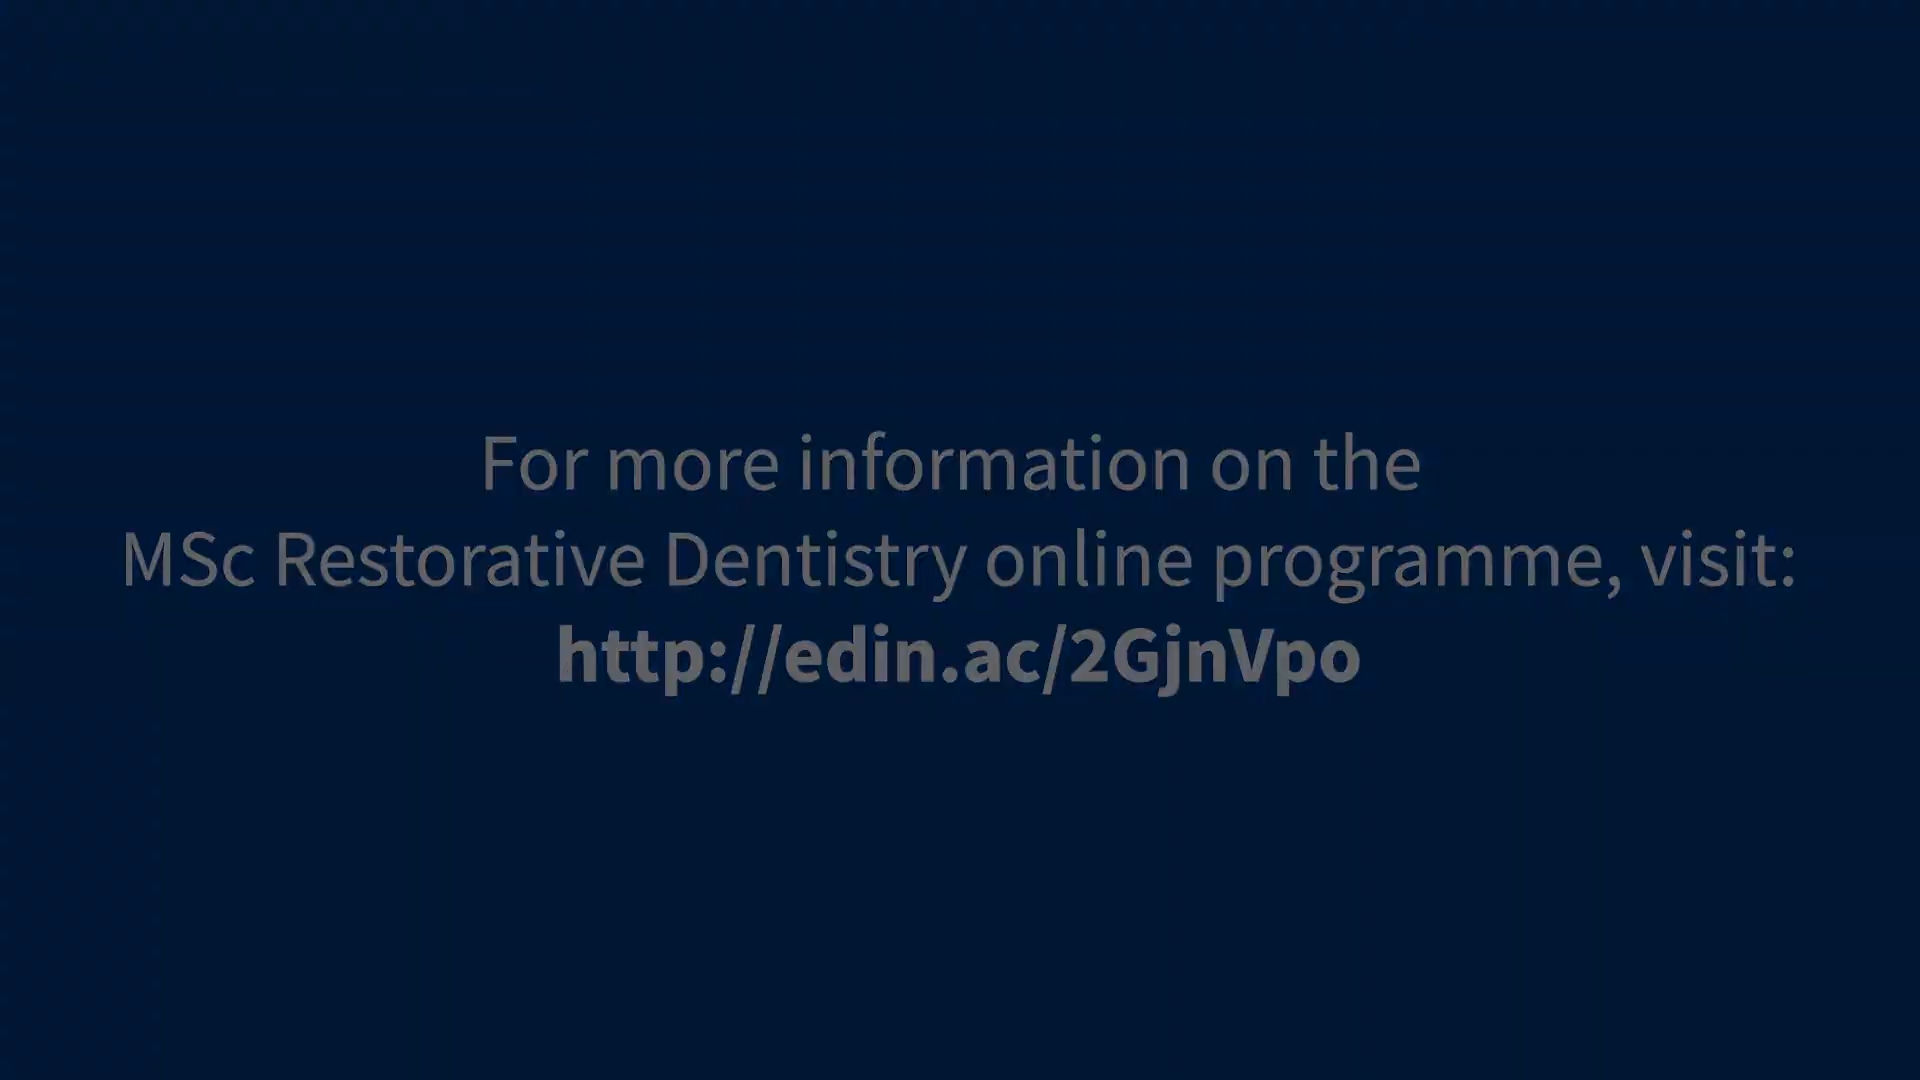 For more information on the
MSc Restorative Dentistry online programme, visit:
http://edin.ac/2GjnVpo